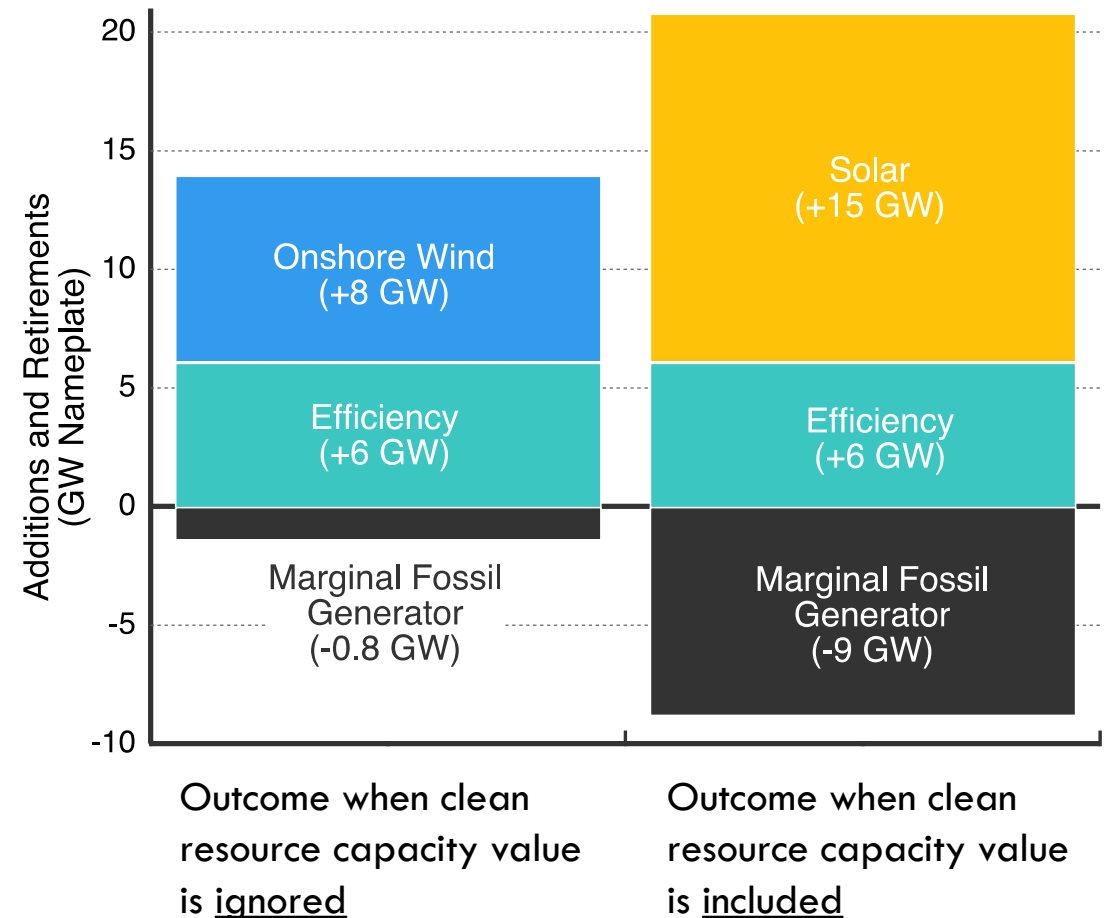 Additions and Retirements
(GW Nameplate)
20
15
10
5
0
-5
-10
Onshore Wind
(+8 GW)
Efficiency
(+6 GW)
Marginal Fossil
Generator
(-0.8 GW)
Solar
(+15 GW)
Efficiency
(+6 GW)
Marginal Fossil
Generator
(-9 GW)
Outcome when clean
resource capacity value
is ignored
Outcome when clean
resource capacity value
is included